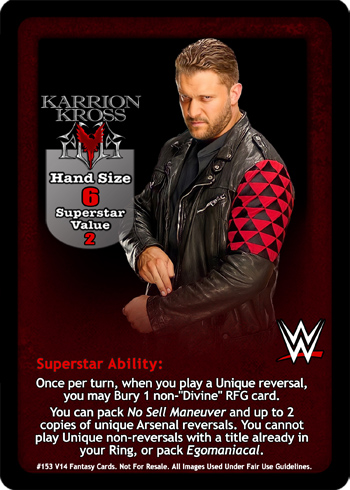 KARRION
KROSS
Hand Size
6
Superstar
Value
2
WWE
Superstar Ability:
Once per turn, when you play a Unique reversal,
you may Bury 1 non-"Divine" RFG card.
You can pack No Sell Maneuver and up to 2
copies of unique Arsenal reversals. You cannot
play Unique non-reversals with a title already in
your Ring, or pack Egomaniacal.
#153 V14 Fantasy Cards. Not For Resale. All Images Used Under Fair Use Guidelines.